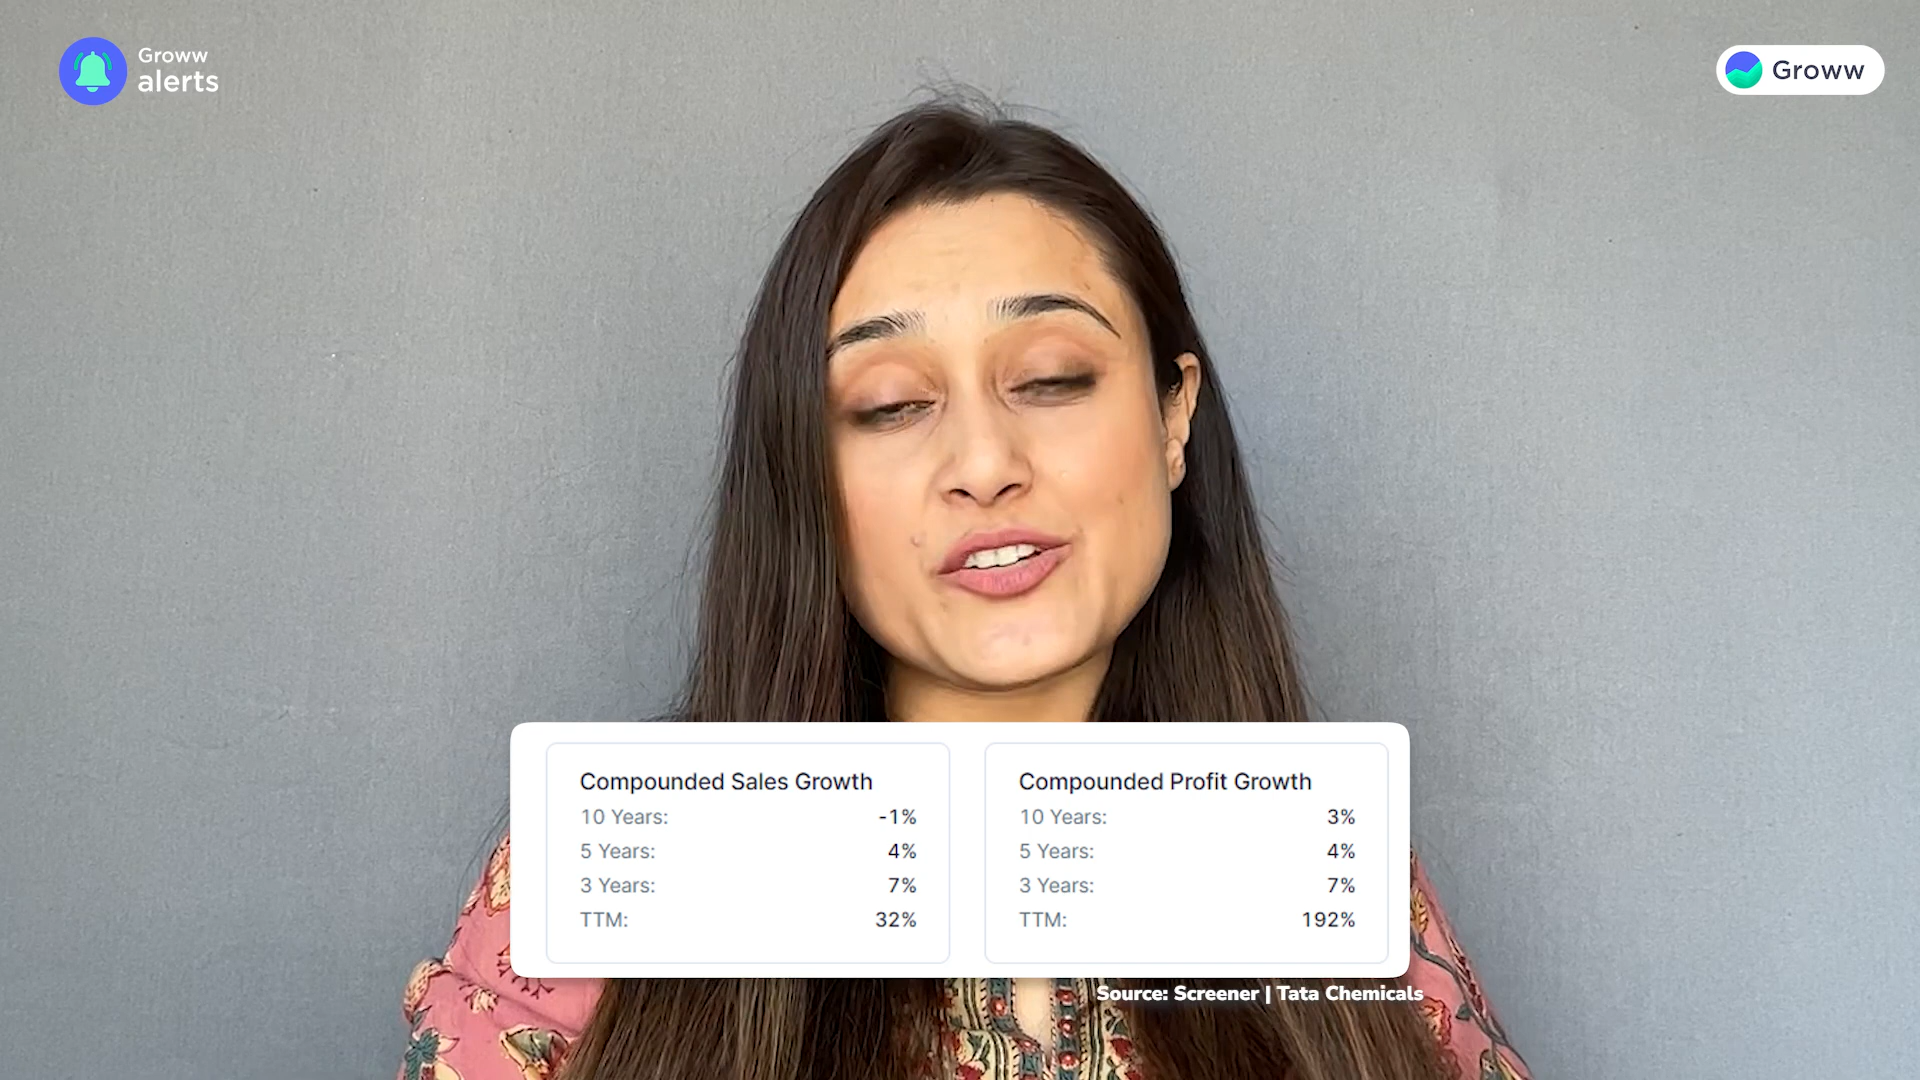 Groww
alerts
Groww
Compounded Sales Growth
10 Years: -1%
5 Years: 4%
3 Years: 7%
TTM: 32%
Compounded Profit Growth
10 Years: 3%
5 Years: 4%
3 Years: 7%
TTM: 192%
Source: Screener | Tata Chemicals